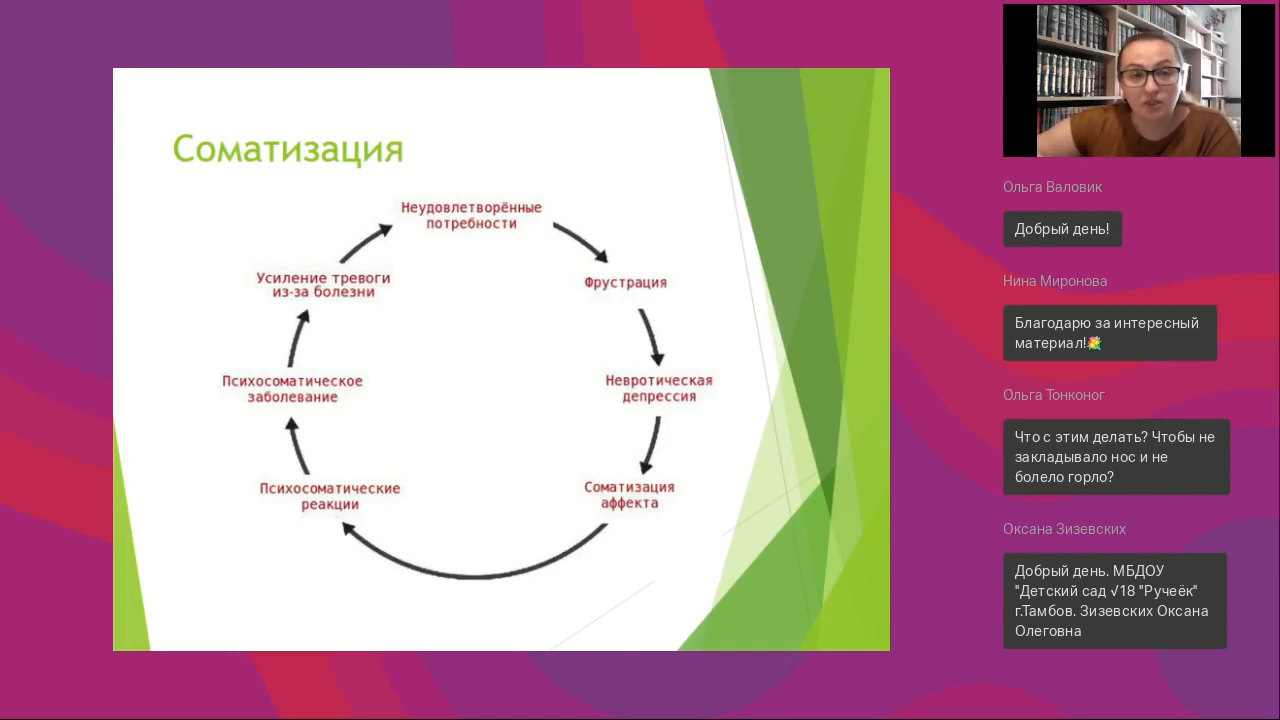 Соматизация
Неудовлетворённые
потребности
Фрустрация
Невротическая
депрессия
Соматизация
аффекта
Психосоматические
реакции
Психосоматическое
заболевание
Усиление тревоги
из-за болезни
Ольга Валовик
Добрый день!
Нина Миронова
Благодарю за интересный
материал!💐
Ольга Тонконог
Что с этим делать? Чтобы не
закладывало нос и не
болело горло?
Оксана Зизевских
Добрый день. МБДОУ
"Детский сад √18 "Ручеёк"
г.Тамбов. Зизевских Оксана
Олеговна